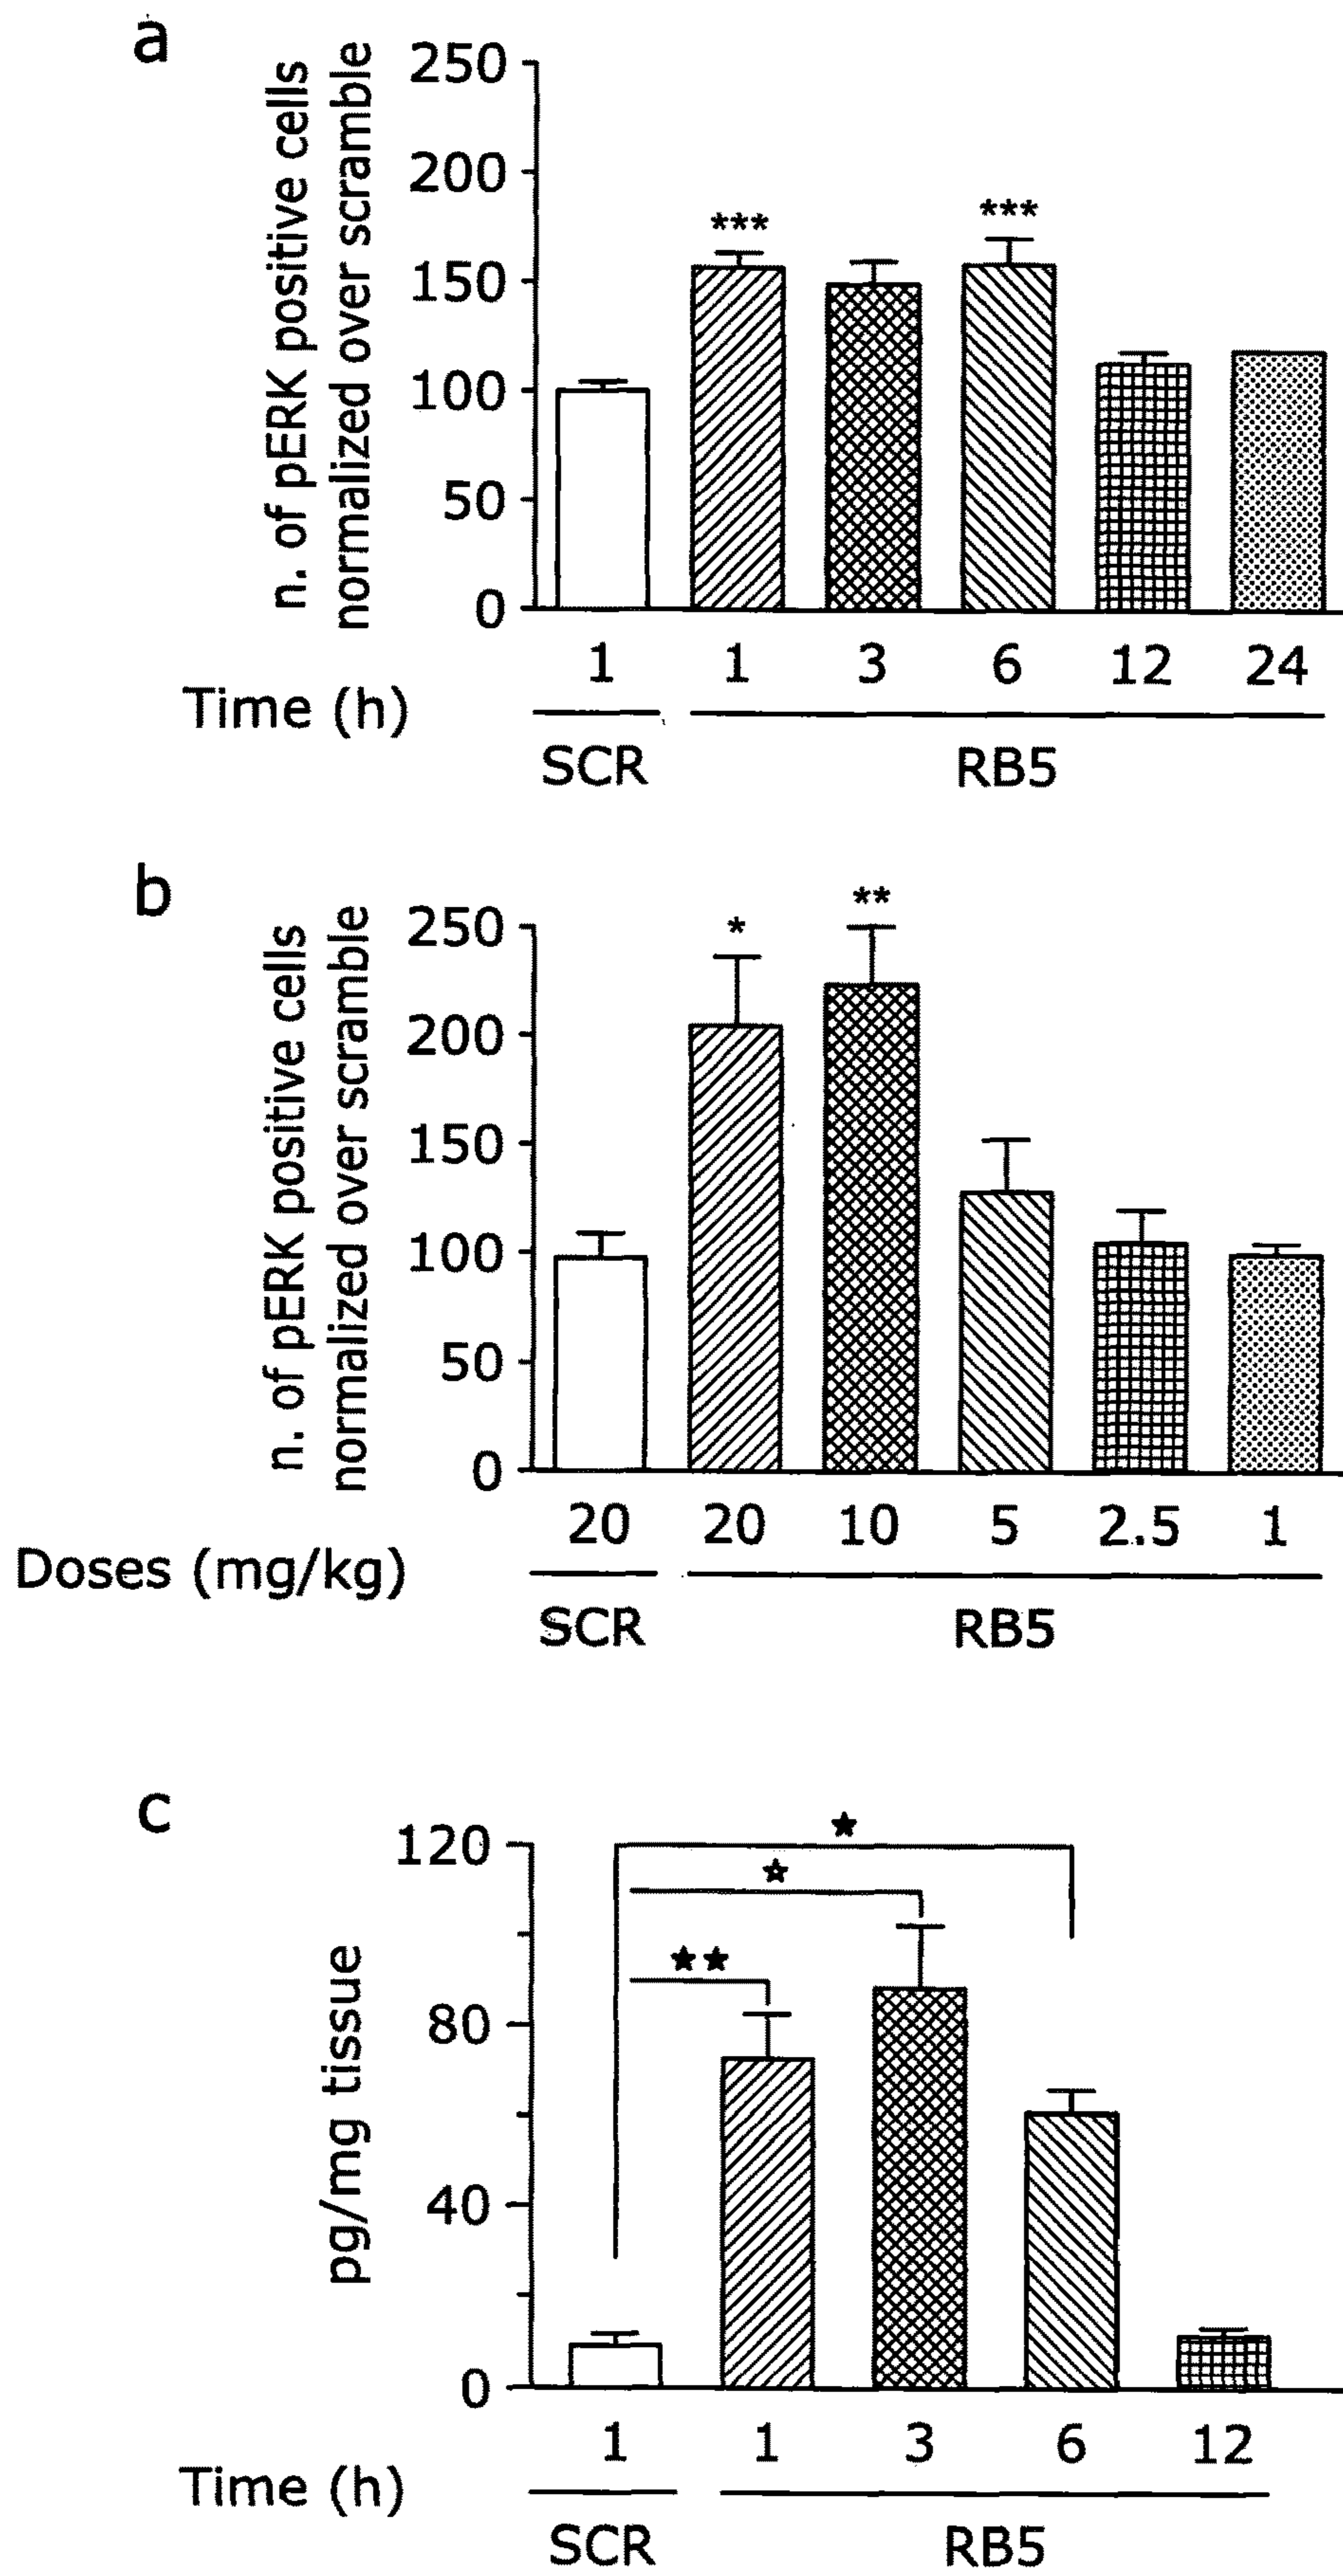 a
n. of pERK positive cells
normalized over scramble
250
200
150
100
50
0
***
***
1 1 3 6 12 24
Time (h)
SCR RB5
b
n. of pERK positive cells
normalized over scramble
250
200
150
100
50
0
*
**
20 20 10 5 2.5 1
Doses (mg/kg)
SCR RB5
c
pg/mg tissue
120
80
40
0
★
☆
★★
1 1 3 6 12
Time (h)
SCR RB5